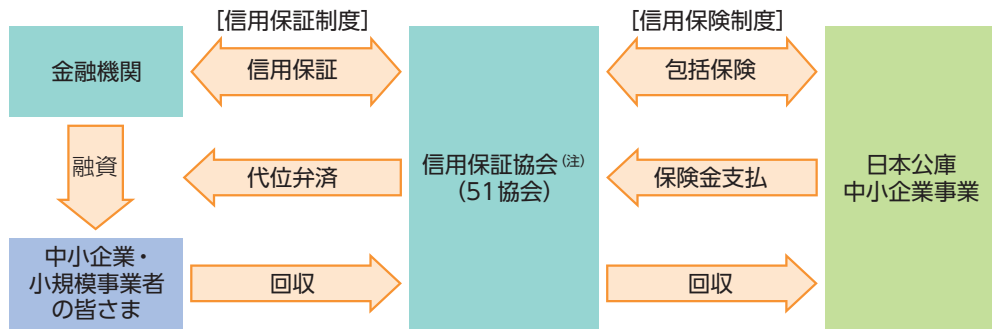 [信用保証制度]
[信用保険制度]
金融機関
信用保証
包括保険
融資
代位弁済
信用保証協会(注)
(51協会)
保険金支払
日本公庫
中小企業事業
中小企業・
小規模事業者
の皆さま
回収
回収